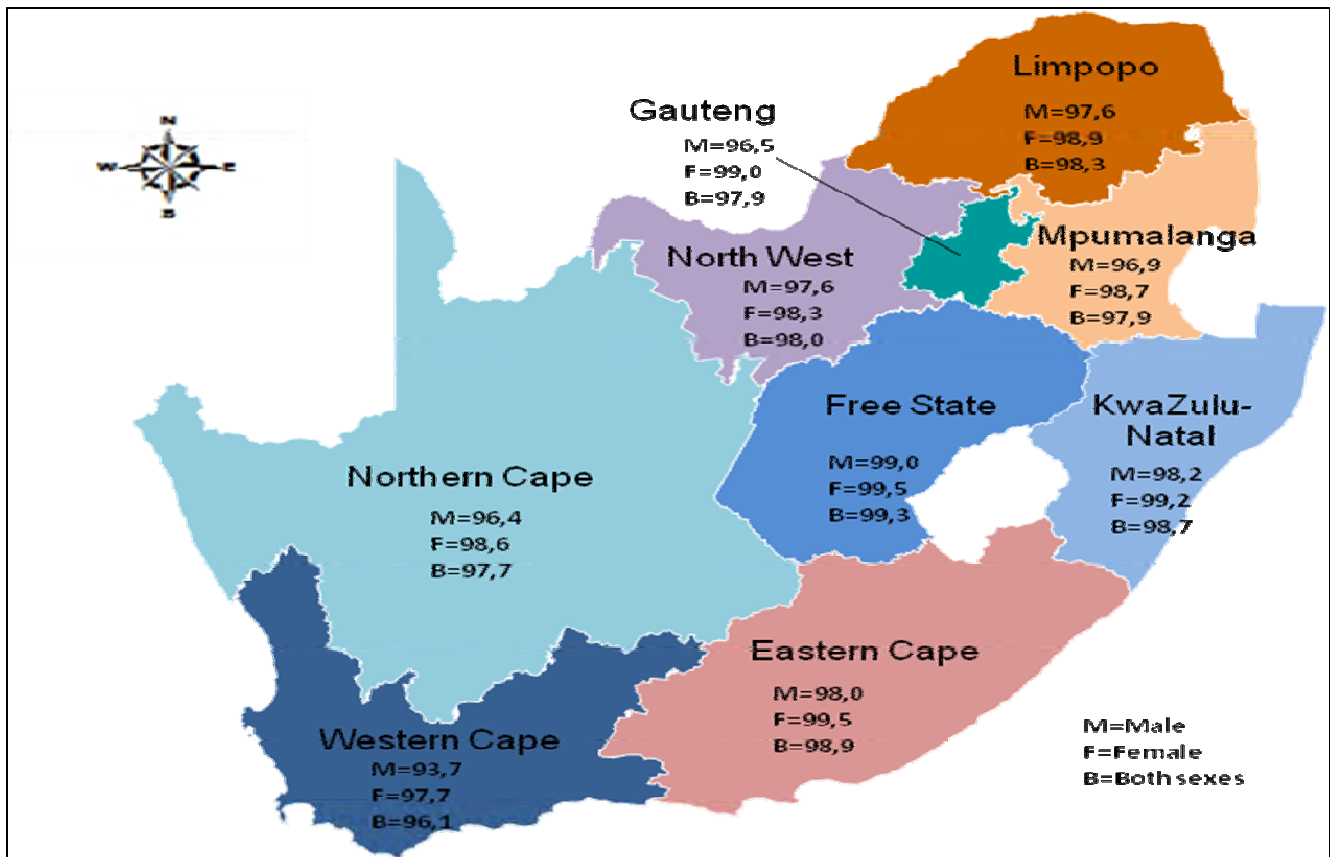 Limpopo
M=97,6
F=98,9
B=98,3
Gauteng
M=96,5
F=99,0
B=97,9
N
W
E
S
Mpumalanga
M=96,9
F=98,7
B=97,9
North West
M=97,6
F=98,3
B=98,0
Free State
M=99,0
F=99,5
B=99,3
KwaZulu-
Natal
M=98,2
F=99,2
B=98,7
Northern Cape
M=96,4
F=98,6
B=97,7
Eastern Cape
M=98,0
F=99,5
B=98,9
Western Cape
M=93,7
F=97,7
B=96,1
M=Male
F=Female
B=Both sexes